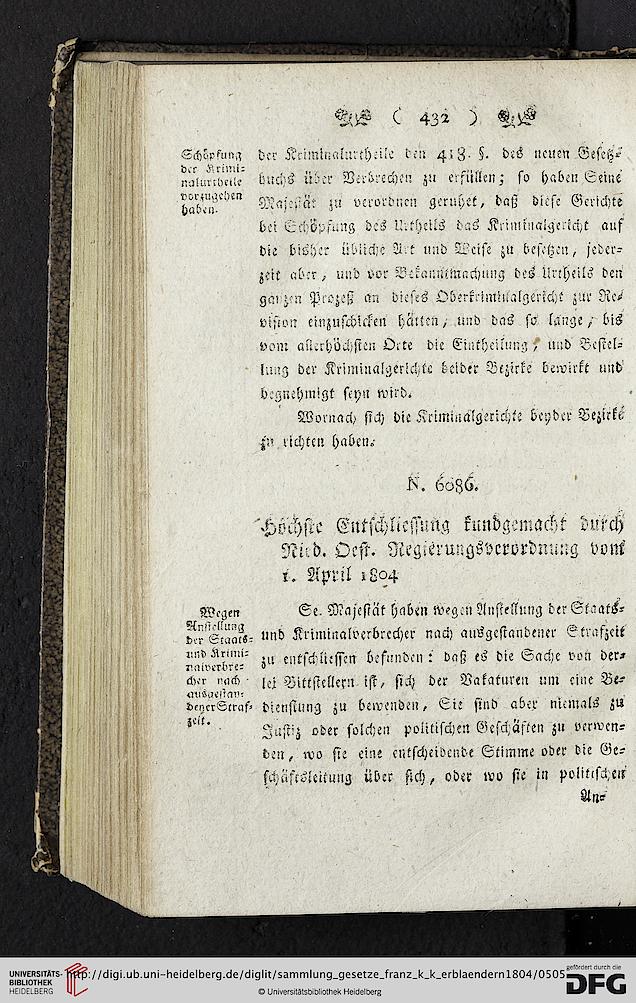 ( 432 )
Schöpfung
der Krimi-
nalurtheile
vorzugehen
haben.
der Kriminalurtheile den 418. §. des neuen Gesetz-
buchs über Verbrechen zu erfüllen; so haben Seine
Majestät zu verordnen geruhet, daß diese Gerichte
bei Schöpfung des Urtheils das Kriminalgericht auf
die bisher übliche Art und Weise zu besetzen, jeder-
zeit aber, und vor Bekanntmachung des Urtheils den
ganzen Prozeß an dieses Oberkriminalgericht zur Re-
vision einzuschicken hätten, und das so lange, bis
vom allerhöchsten Orte die Eintheilung, und Bestel-
lung der Kriminalgerichte beider Bezirke bewirkt und
begnehmigt seyn wird.
Wornach sich die Kriminalgerichte beyder Bezirke
zu richten haben.
N. 6086.
Höchste Entschliessung kundgemacht durch
Nied. Oest. Regierungsverordnung vom
1. April 1804
Wegen
Anstellung
der Staats-
und Krimi-
nalverbre-
cher nach
ausgestan-
dener Straf-
zeit.
Se. Majestät haben wegen Anstellung der Staats-
und Kriminalverbrecher nach ausgestandener Strafzeit
zu entschliessen befunden: daß es die Sache von der-
lei Bittstellern ist, sich der Vakaturen um eine Be-
dienstung zu bewenden, Sie sind aber niemals zu
Justiz oder solchen politischen Geschäften zu verwen-
den, wo sie eine entscheidende Stimme oder die Ge-
schäftsleitung über sich, oder wo sie in politischen
An-
UNIVERSITÄTS-
BIBLIOTHEK
HEIDELBERG
http://digi.ub.uni-heidelberg.de/diglit/sammlung_gesetze_franz_k_k_erblaendern1804/0505
© Universitätsbibliothek Heidelberg
gefördert durch die
DFG